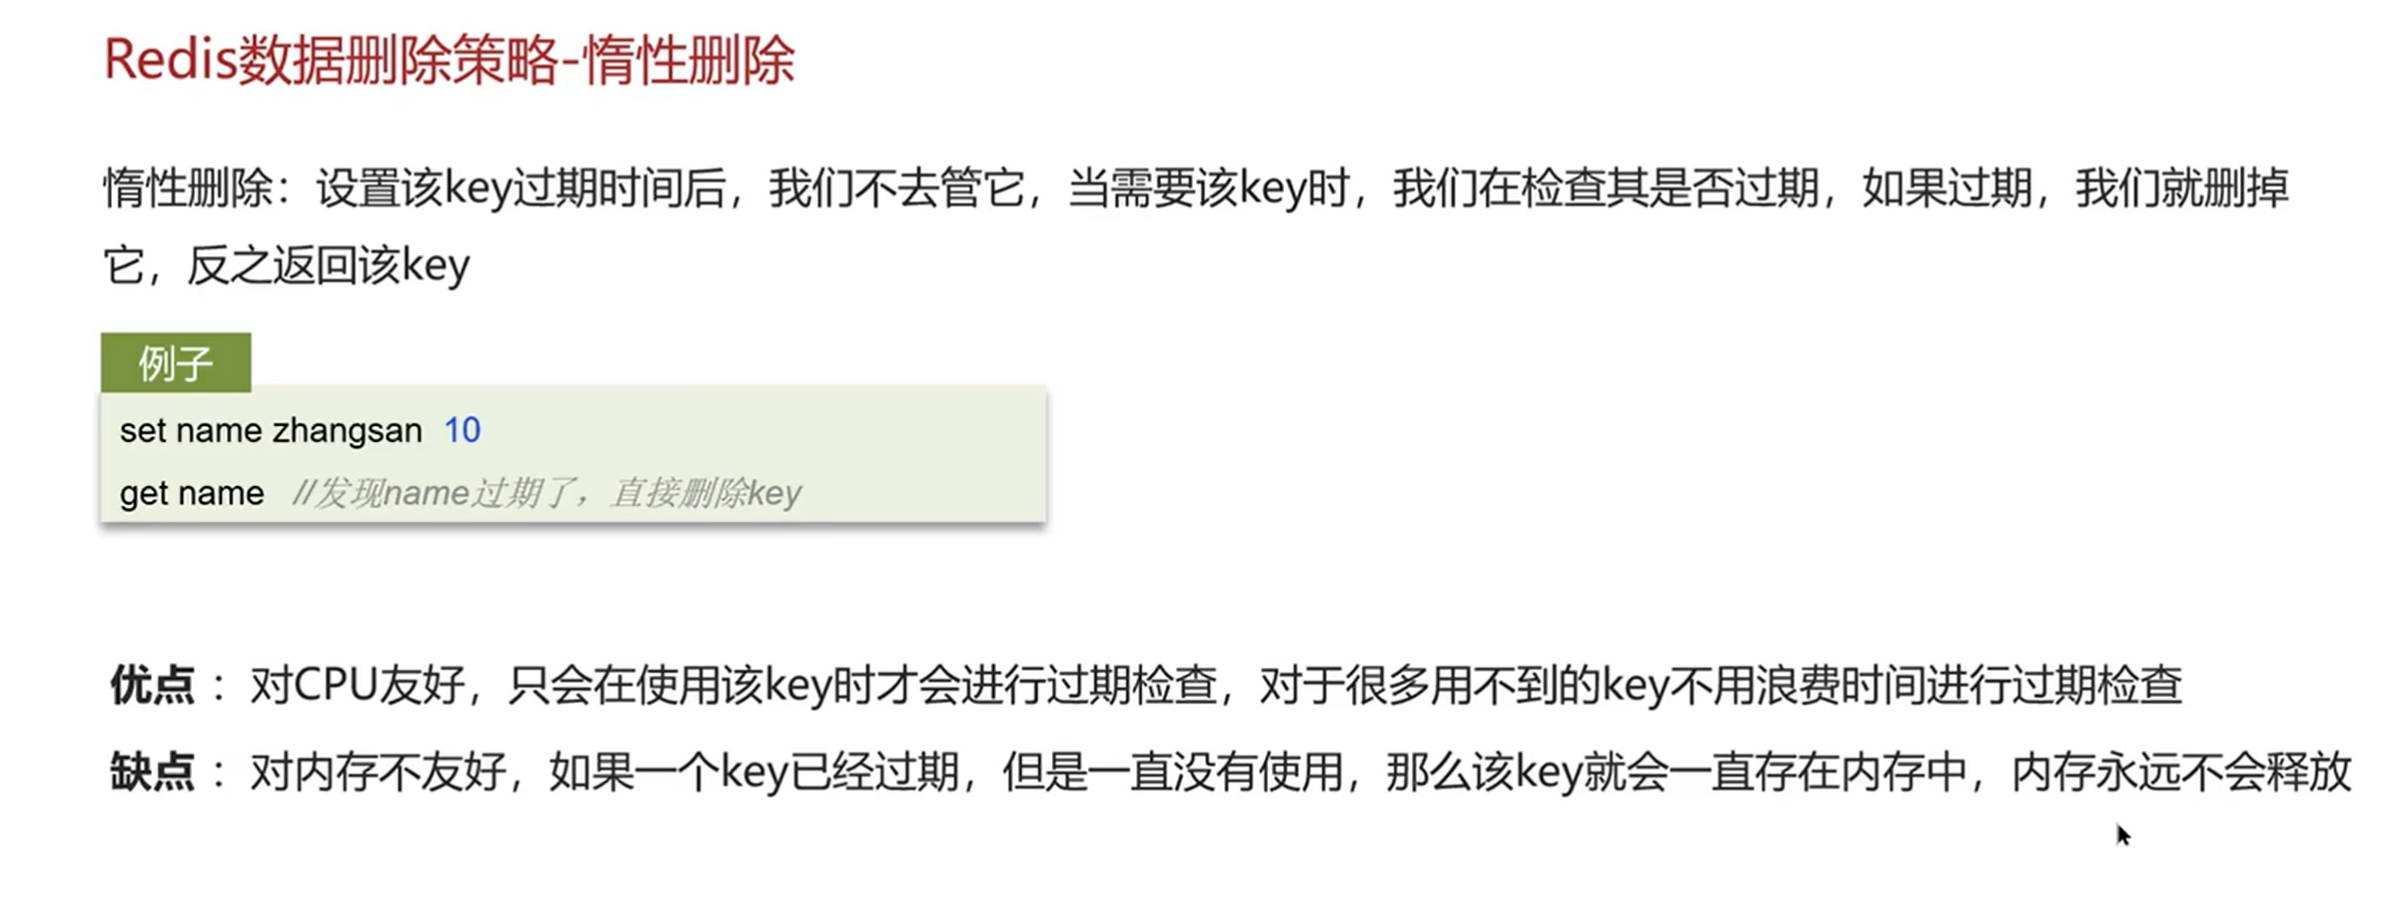 Redis数据删除策略-惰性删除
惰性删除：设置该key过期时间后，我们不去管它，当需要该key时，我们在检查其是否过期，如果过期，我们就删掉
它，反之返回该key
例子
set name zhangsan 10
get name //发现name过期了，直接删除key
优点 ：对CPU友好，只会在使用该key时才会进行过期检查，对于很多用不到的key不用浪费时间进行过期检查
缺点 ：对内存不友好，如果一个key已经过期，但是一直没有使用，那么该key就会一直存在内存中，内存永远不会释放